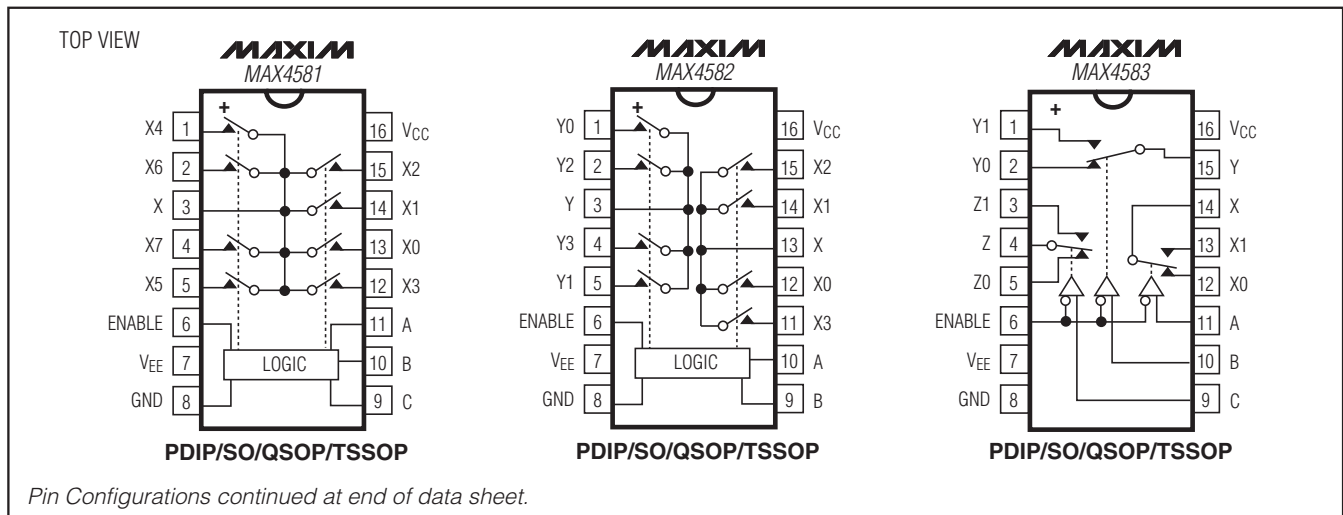 TOP VIEW
MAXIM
MAX4581
X4 1
X6 2
X 3
X7 4
X5 5
ENABLE 6
VEE 7
GND 8
+
LOGIC
16 VCC
15 X2
14 X1
13 X0
12 X3
11 A
10 B
9 C
PDIP/SO/QSOP/TSSOP
MAXIM
MAX4582
Y0 1
Y2 2
Y 3
Y3 4
Y1 5
ENABLE 6
VEE 7
GND 8
+
LOGIC
16 VCC
15 X2
14 X1
13 X
12 X0
11 X3
10 A
9 B
PDIP/SO/QSOP/TSSOP
MAXIM
MAX4583
Y1 1
Y0 2
Z1 3
Z 4
Z0 5
ENABLE 6
VEE 7
GND 8
+
16 VCC
15 Y
14 X
13 X1
12 X0
11 A
10 B
9 C
PDIP/SO/QSOP/TSSOP
Pin Configurations continued at end of data sheet.